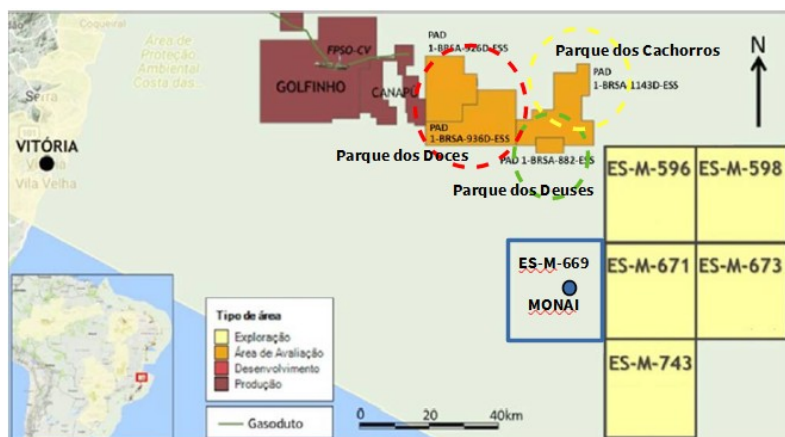 Coqueiral
Área de
Proteção
Ambiental
Costa das...
Serra
101
VITÓRIA
Vitória
Vila Velha
FPSO-CV
GOLFINHO
CANAPÚ
PAD
1-BRSA-926D-ESS
PAD
1-BRSA-936D-ESS
Parque dos Doces
Parque dos Cachorros
PAD
1-BRSA-1143D-ESS
PAD 1-BRSA-882-ESS
Parque dos Deuses
N
ES-M-596
ES-M-598
ES-M-669
MONAI
ES-M-671
ES-M-673
ES-M-743
Tipo de área
Exploração
Área de Avaliação
Desenvolvimento
Produção
Gasoduto
0 20 40km